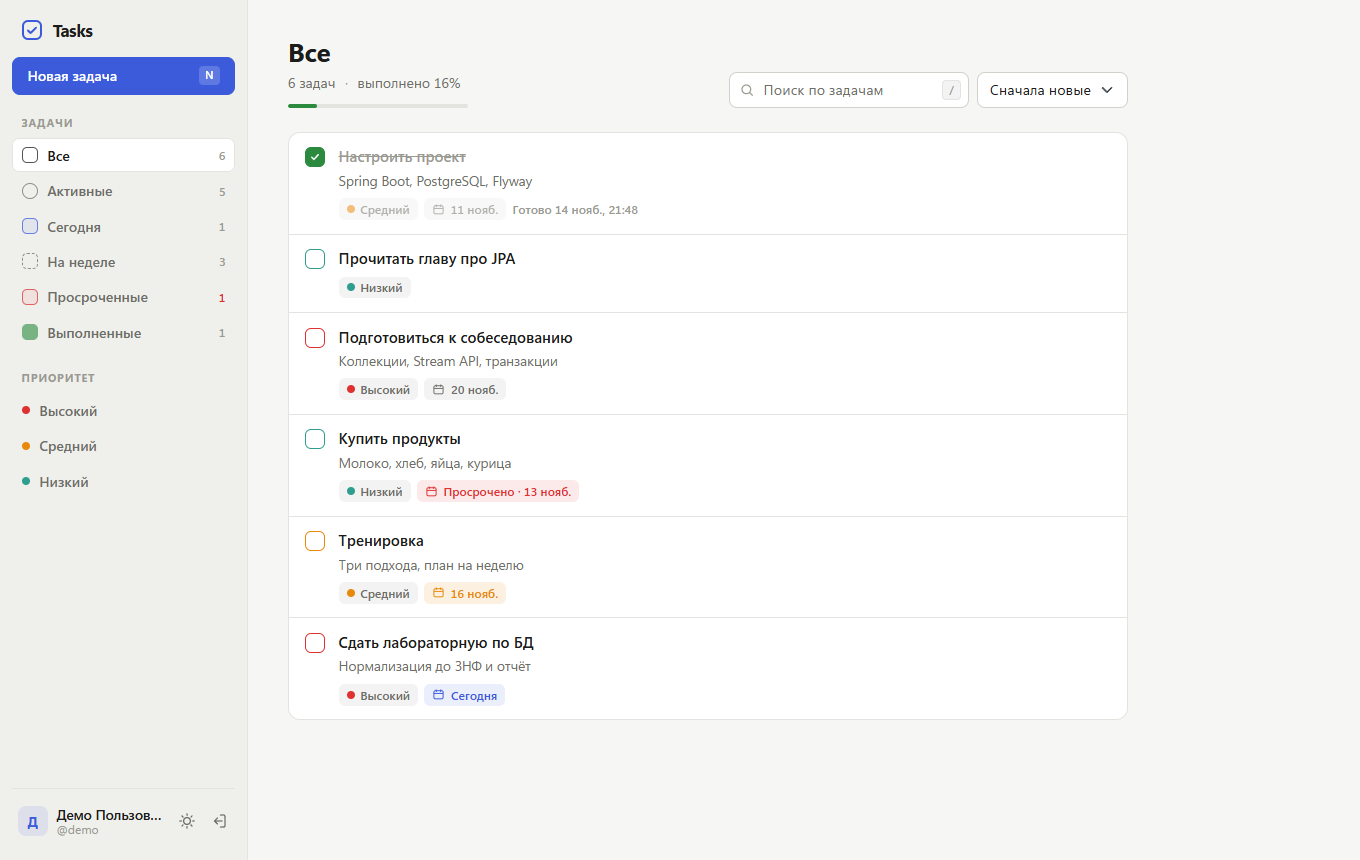 Tasks
Новая задача N
ЗАДАЧИ
Все 6
Активные 5
Сегодня 1
На неделе 3
Просроченные 1
Выполненные 1
ПРИОРИТЕТ
Высокий
Средний
Низкий
Д Демо Пользов...
@demo
Все
6 задач · выполнено 16%
Поиск по задачам /
Сначала новые
Настроить проект
Spring Boot, PostgreSQL, Flyway
Средний 11 нояб. Готово 14 нояб., 21:48
Прочитать главу про JPA
Низкий
Подготовиться к собеседованию
Коллекции, Stream API, транзакции
Высокий 20 нояб.
Купить продукты
Молоко, хлеб, яйца, курица
Низкий Просрочено · 13 нояб.
Тренировка
Три подхода, план на неделю
Средний 16 нояб.
Сдать лабораторную по БД
Нормализация до 3НФ и отчёт
Высокий Сегодня